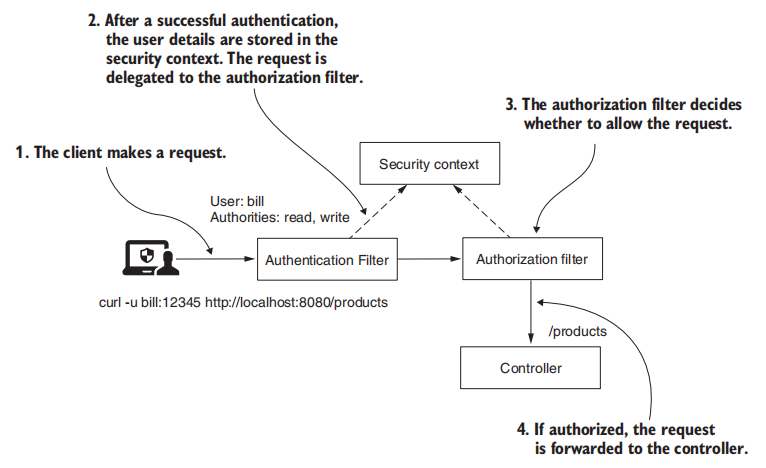 2. After a successful authentication,
the user details are stored in the
security context. The request is
delegated to the authorization filter.
3. The authorization filter decides
whether to allow the request.
1. The client makes a request.
Security context
User: bill
Authorities: read, write
Authentication Filter
Authorization filter
curl -u bill:12345 http://localhost:8080/products
/products
Controller
4. If authorized, the request
is forwarded to the controller.